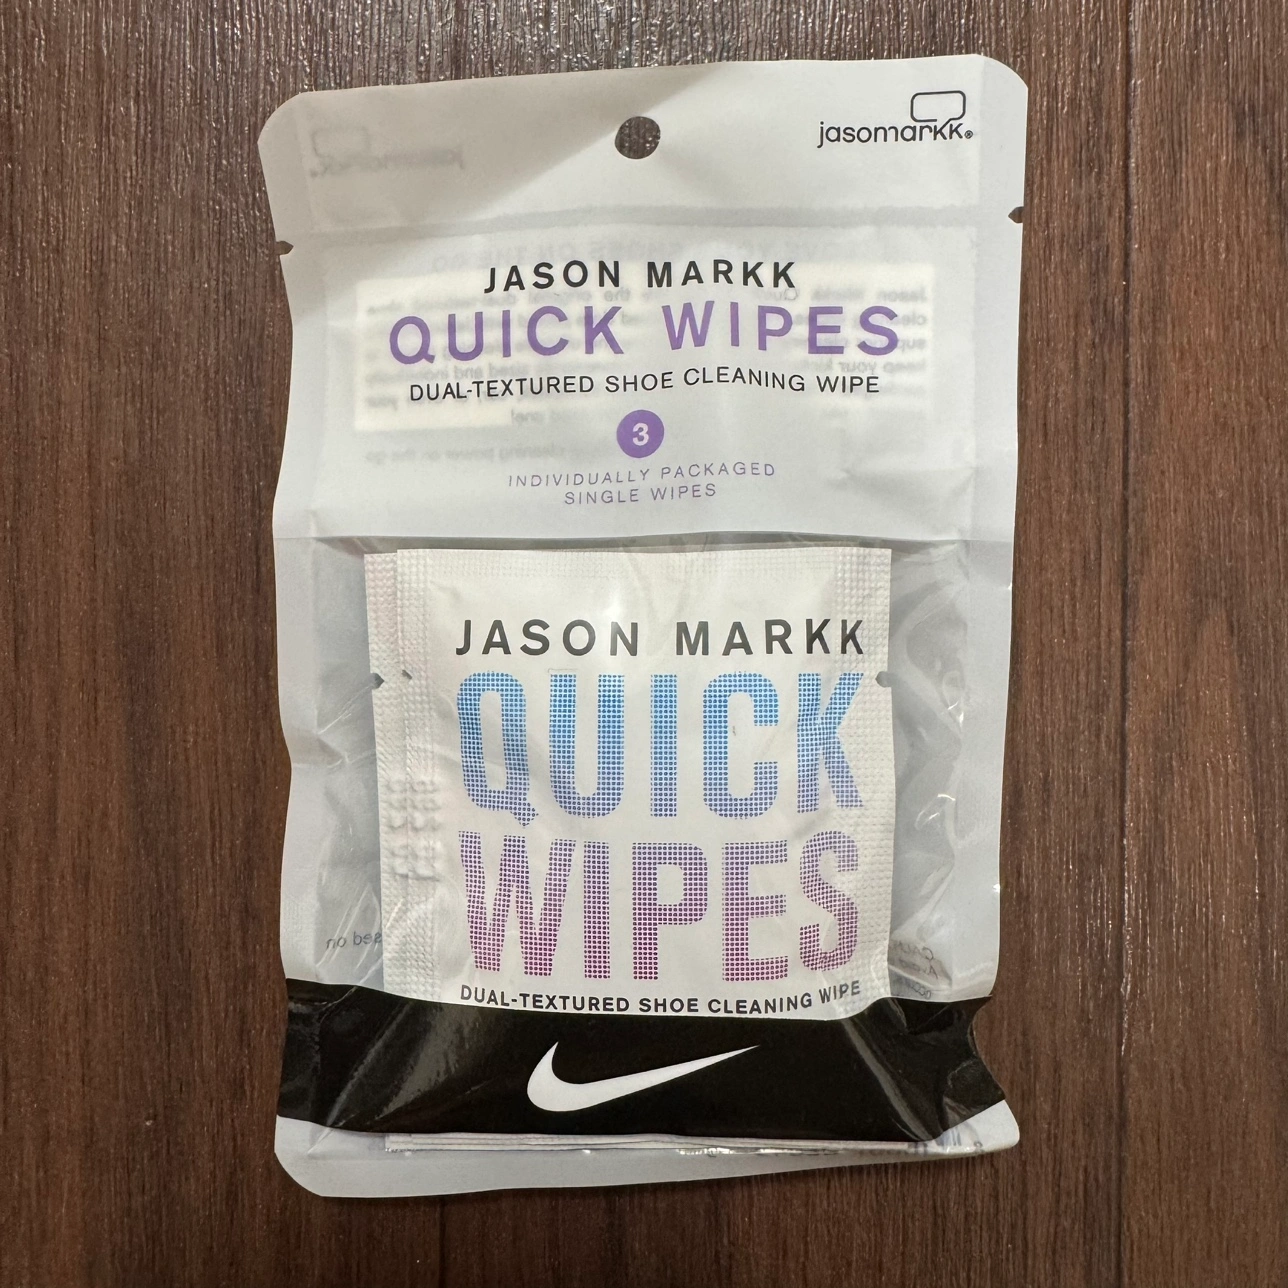 jasomarkk®
JASON MARKK
QUICK WIPES
DUAL-TEXTURED SHOE CLEANING WIPE
3
INDIVIDUALLY PACKAGED
SINGLE WIPES
JASON MARKK
QUICK
WIPES
DUAL-TEXTURED SHOE CLEANING WIPE